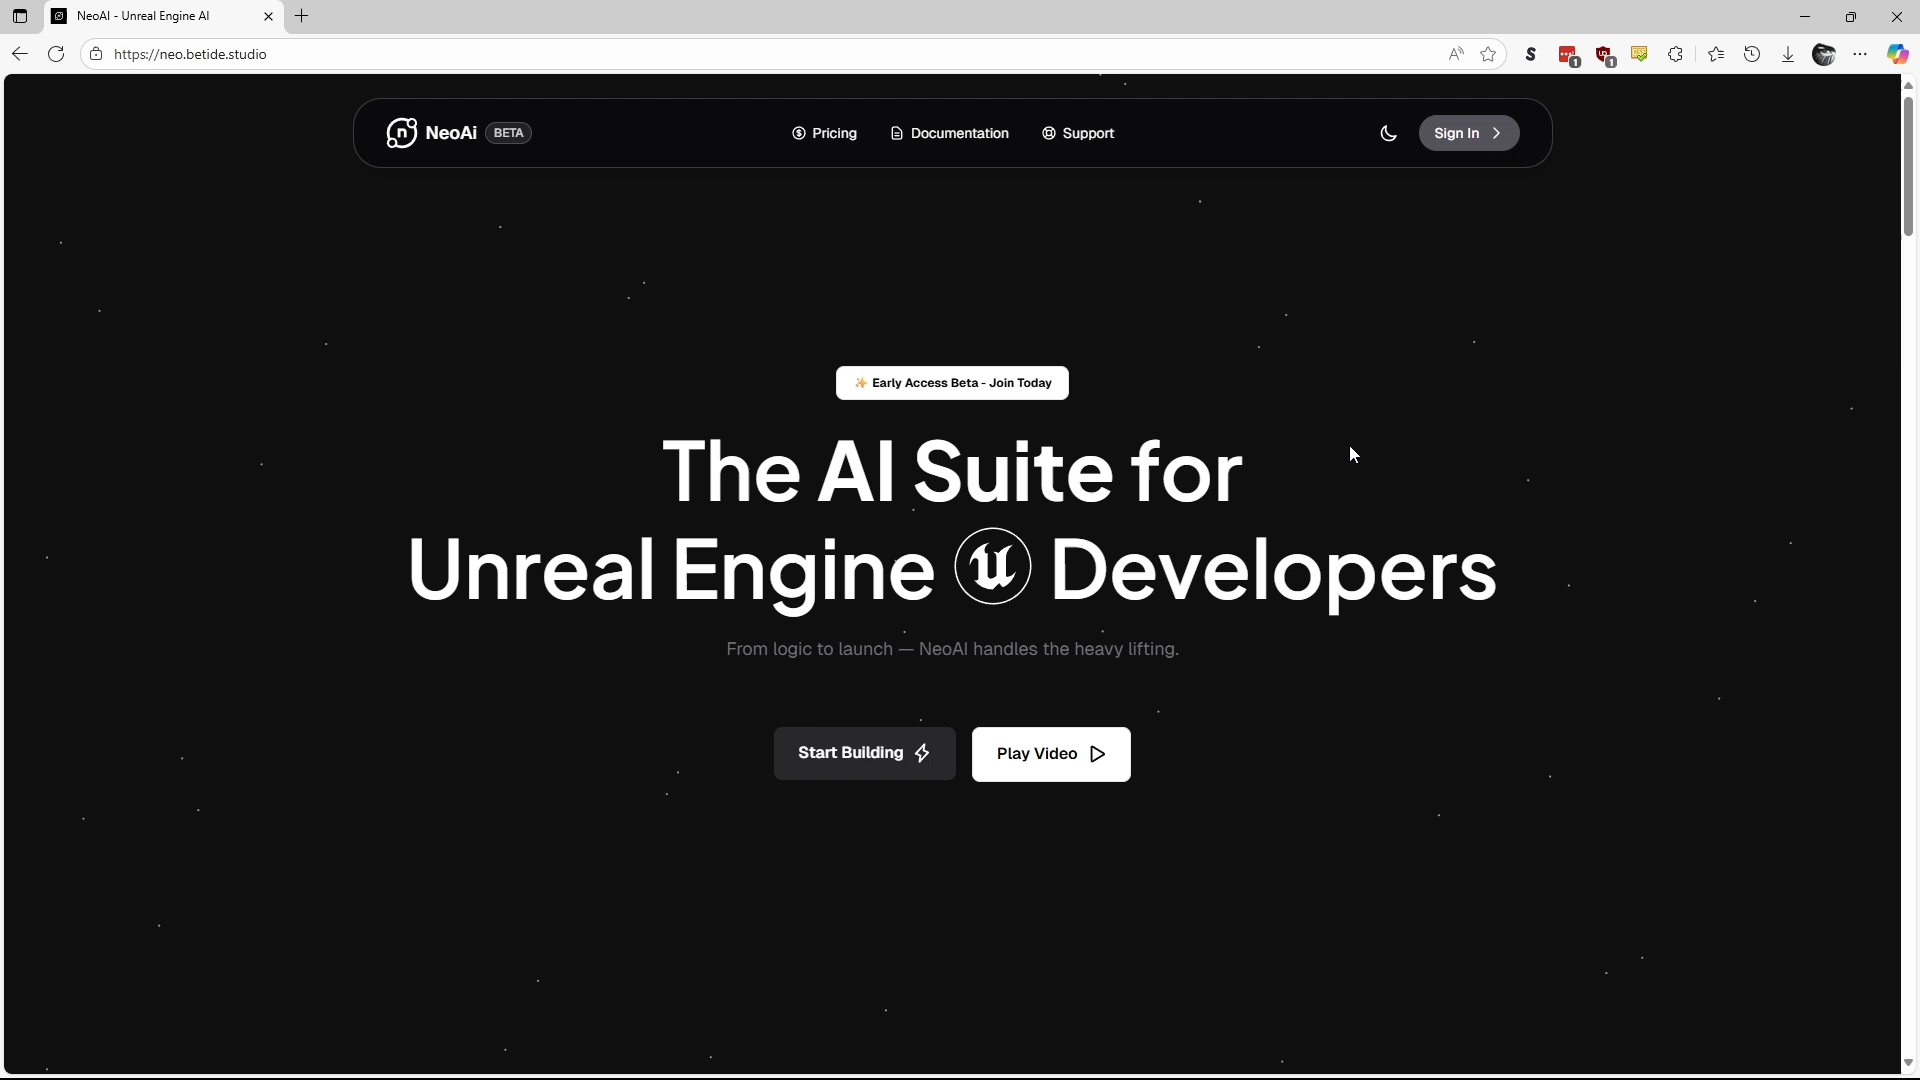 NeoAI - Unreal Engine AI
https://neo.betide.studio
1
1
NeoAi BETA
Pricing
Documentation
Support
Sign In
✨ Early Access Beta - Join Today
The AI Suite for
Unreal Engine Developers
From logic to launch — NeoAI handles the heavy lifting.
Start Building
Play Video